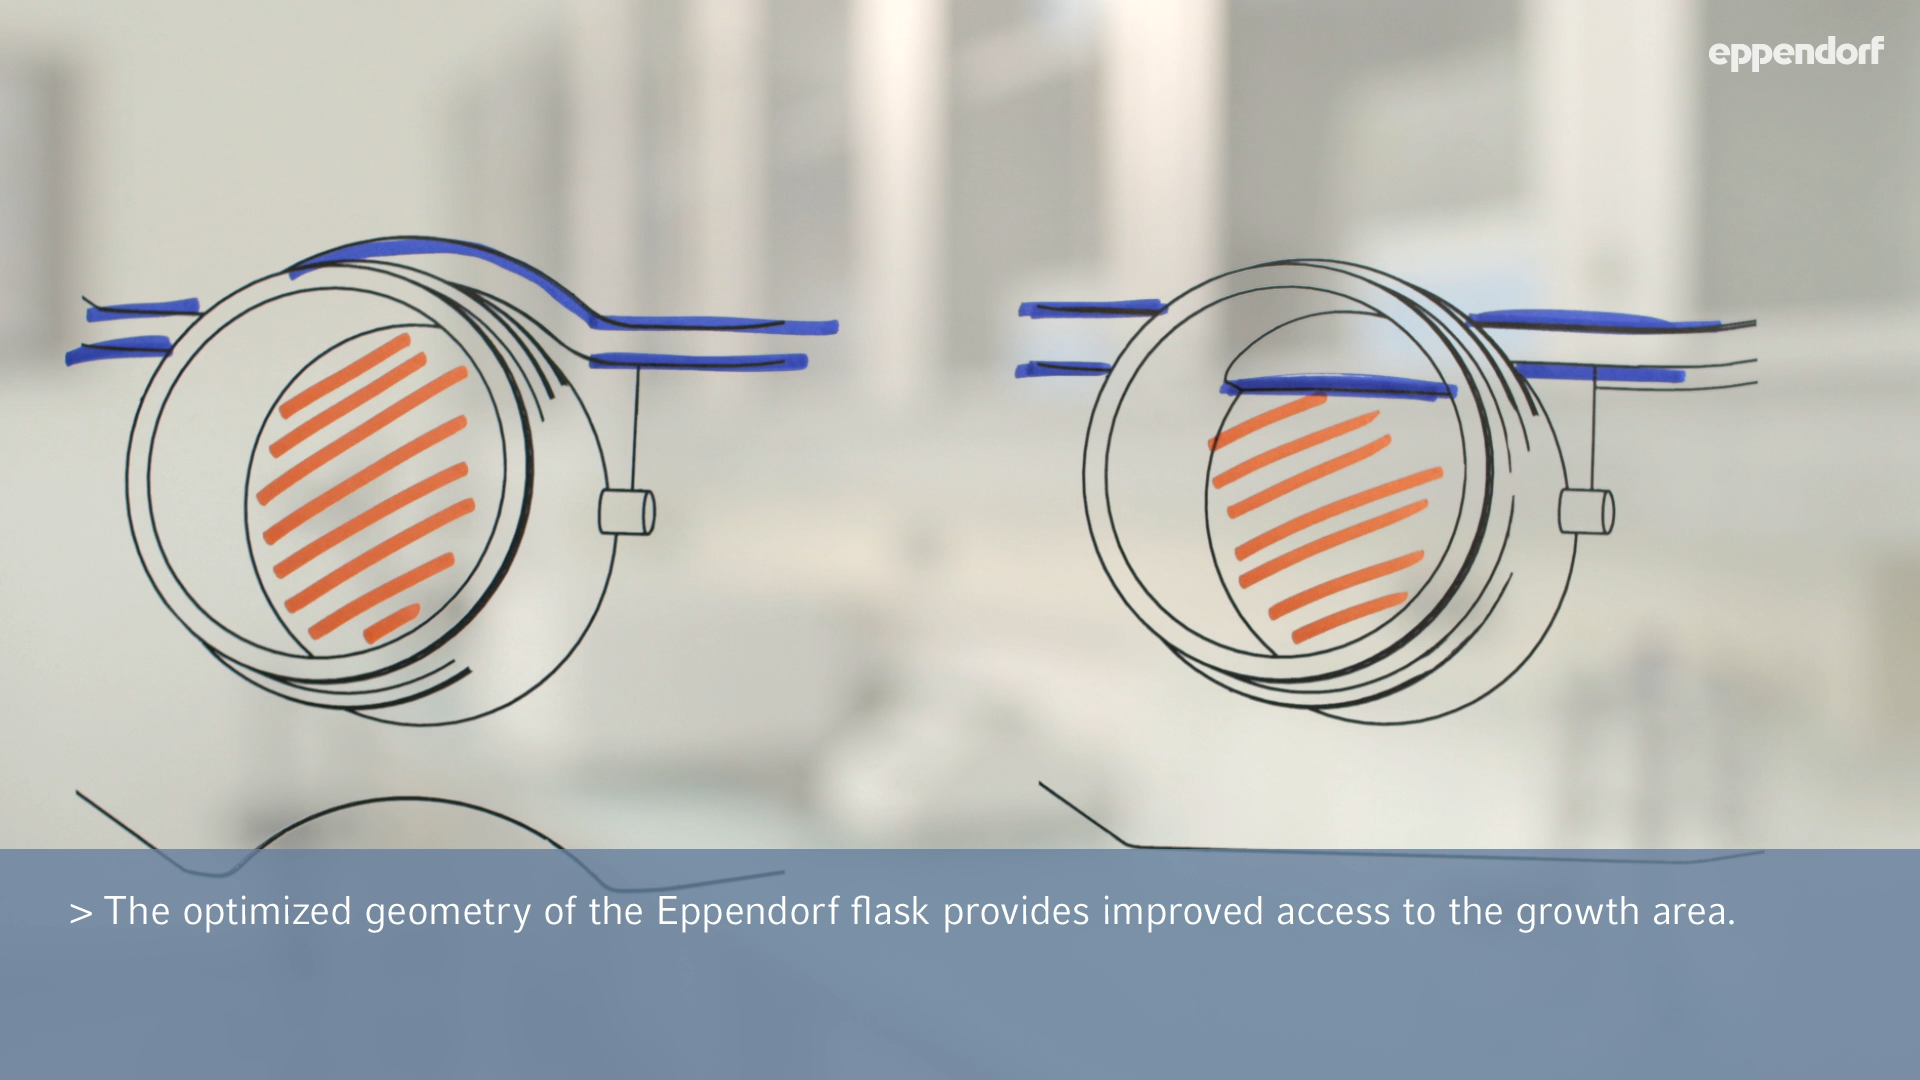 eppendorf
> The optimized geometry of the Eppendorf flask provides improved access to the growth area.